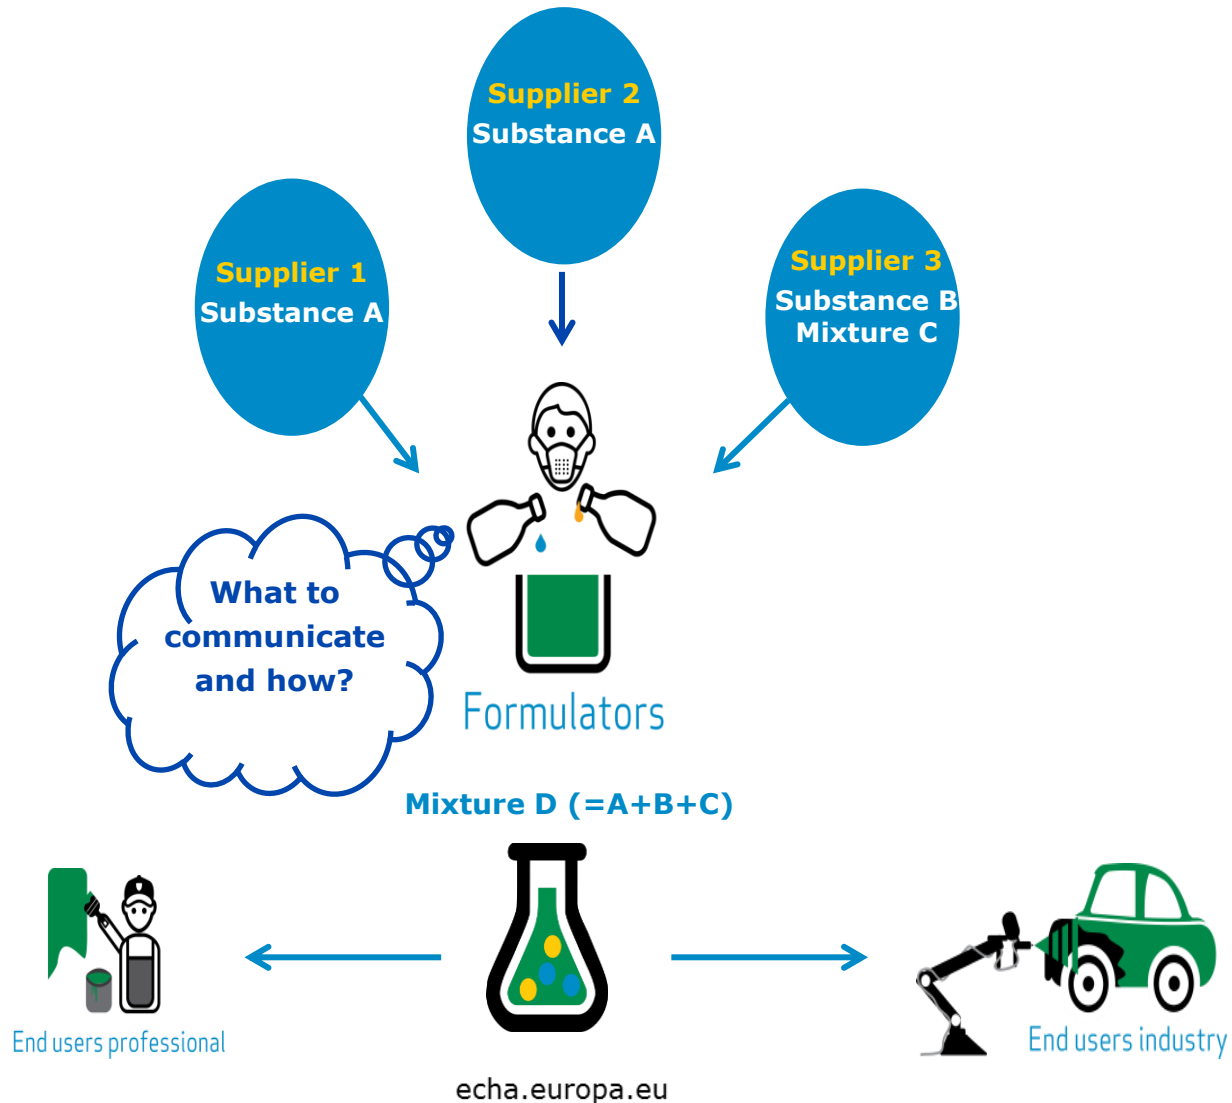 Supplier 2
Substance A
Supplier 1
Substance A
Supplier 3
Substance B
Mixture C
What to
communicate
and how?
Formulators
Mixture D (=A+B+C)
End users professional
End users industry
echa.europa.eu